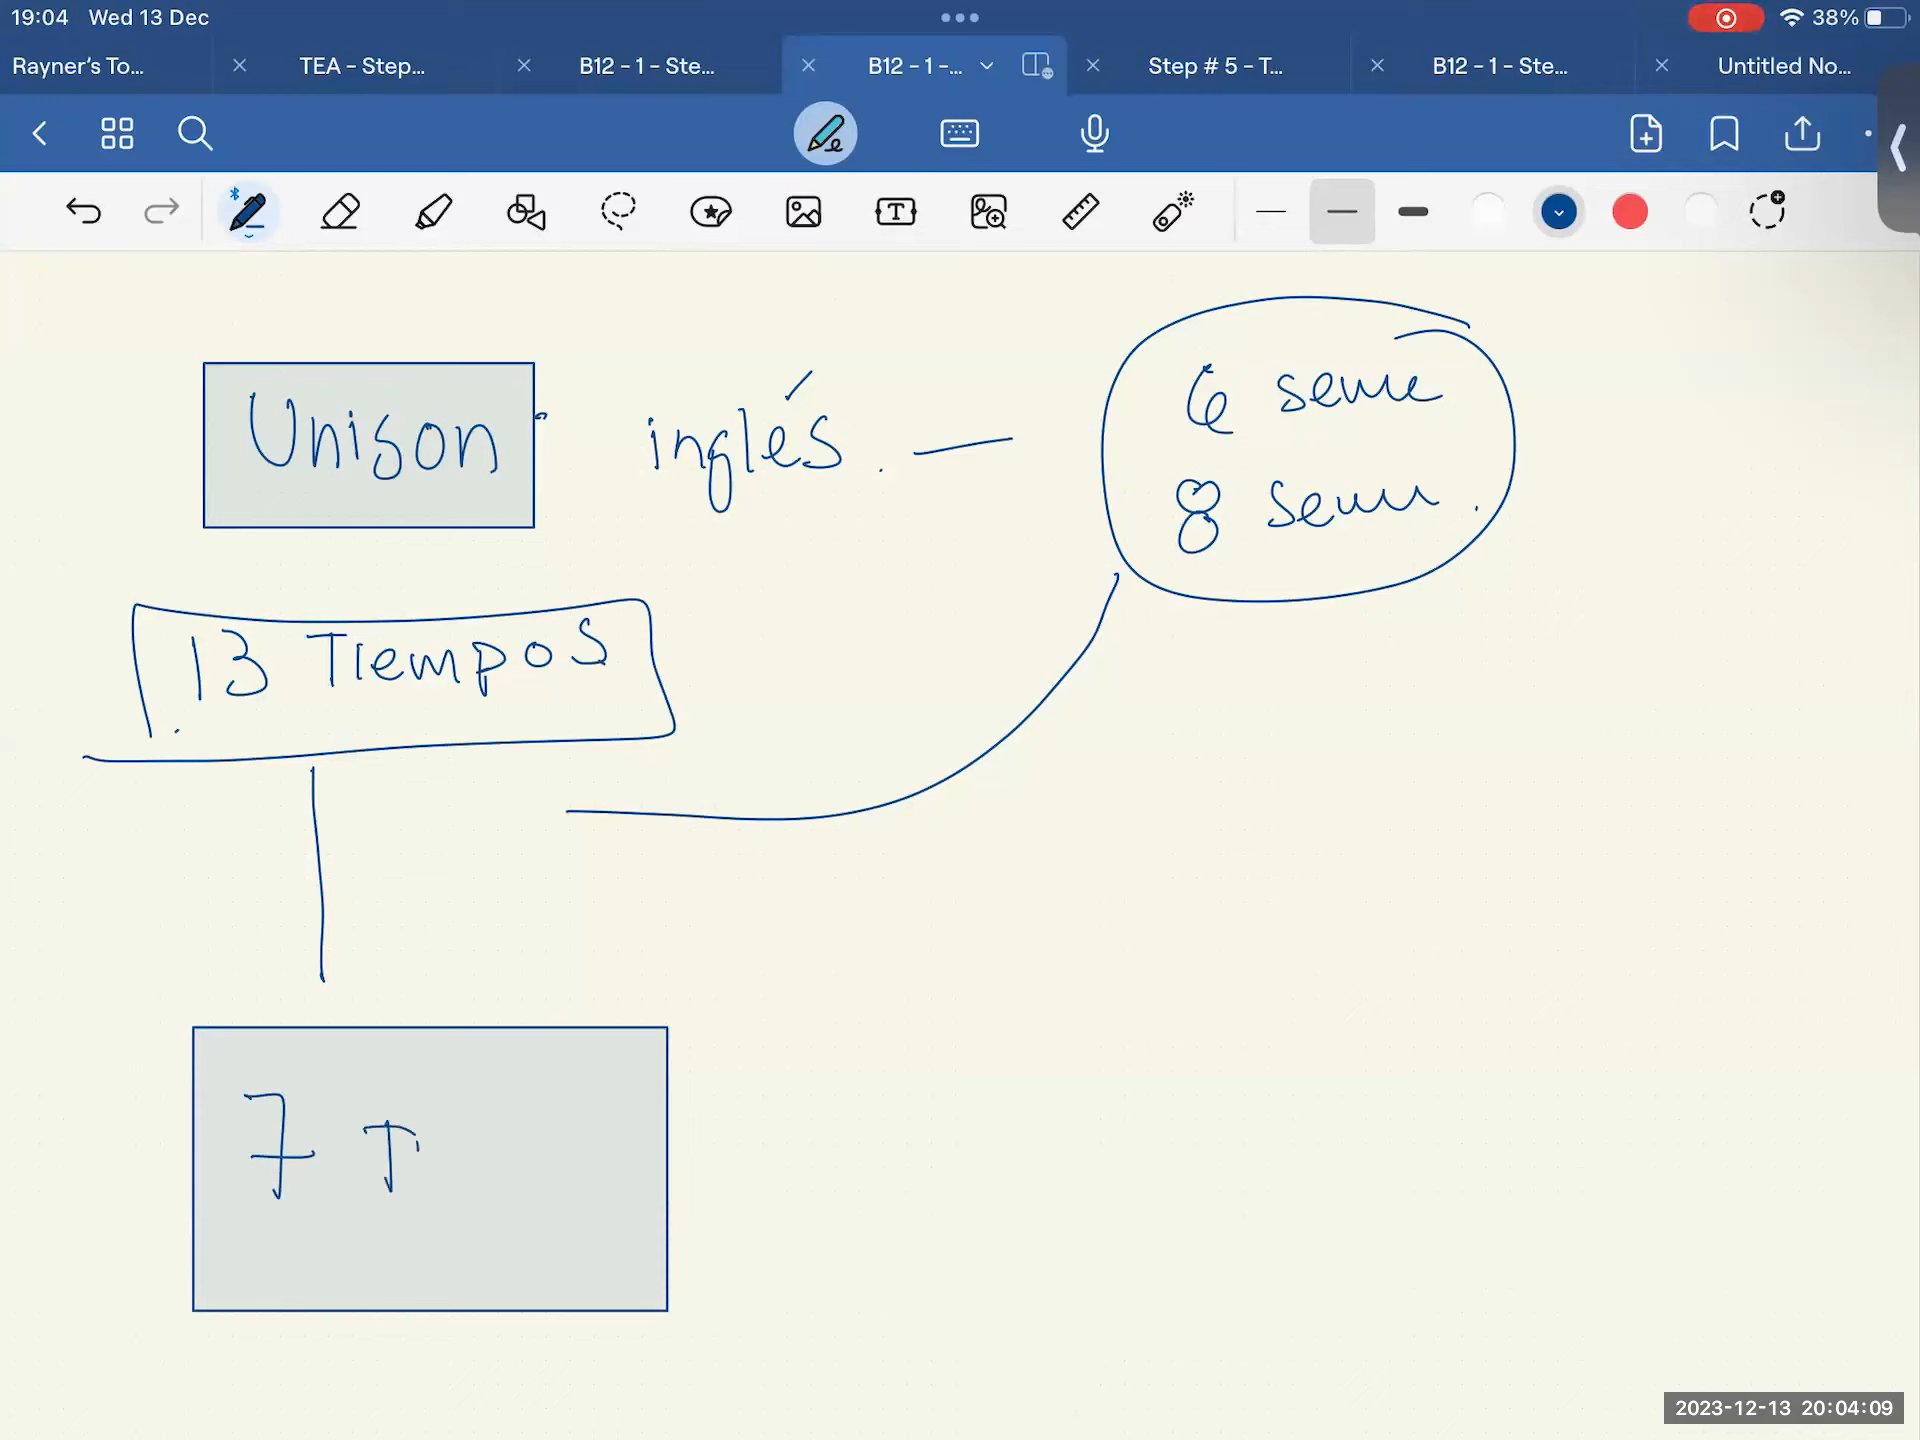 19:04 Wed 13 Dec
38%
Rayner's To...
TEA - Step...
B12 - 1 - Ste...
B12 - 1 -...
Step # 5 - T...
B12 - 1 - Ste...
Untitled No...
Unison inglés. —
6 seme
8 sem.
13 Tiempos
7 T
2023-12-13 20:04:09